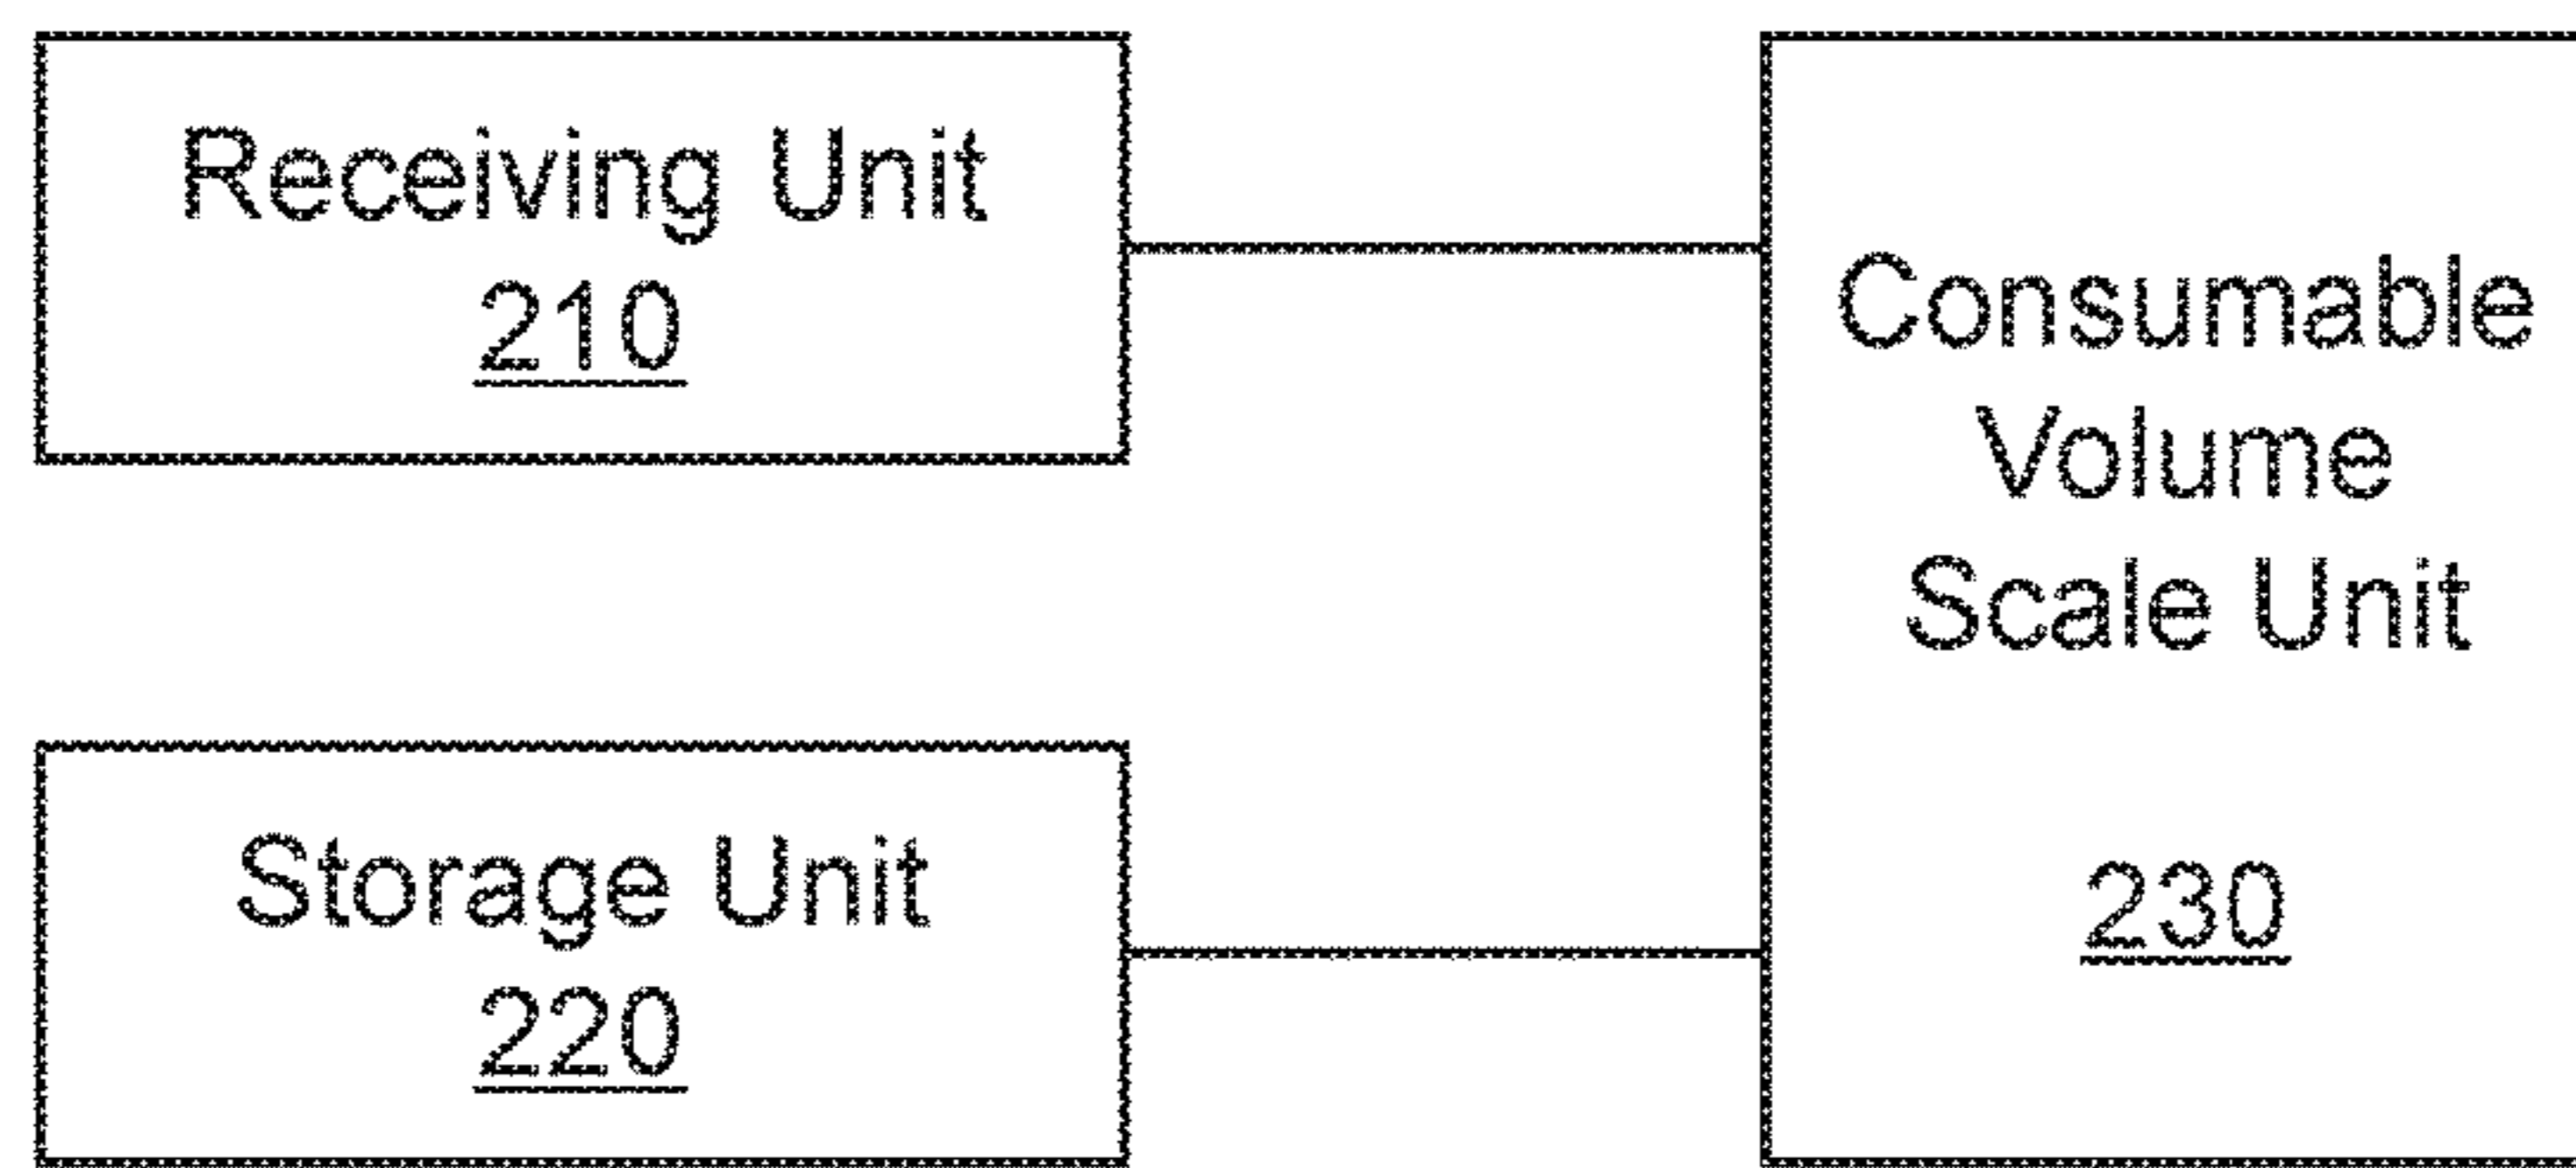 Receiving Unit
210
Storage Unit
220
Consumable
Volume
Scale Unit
230